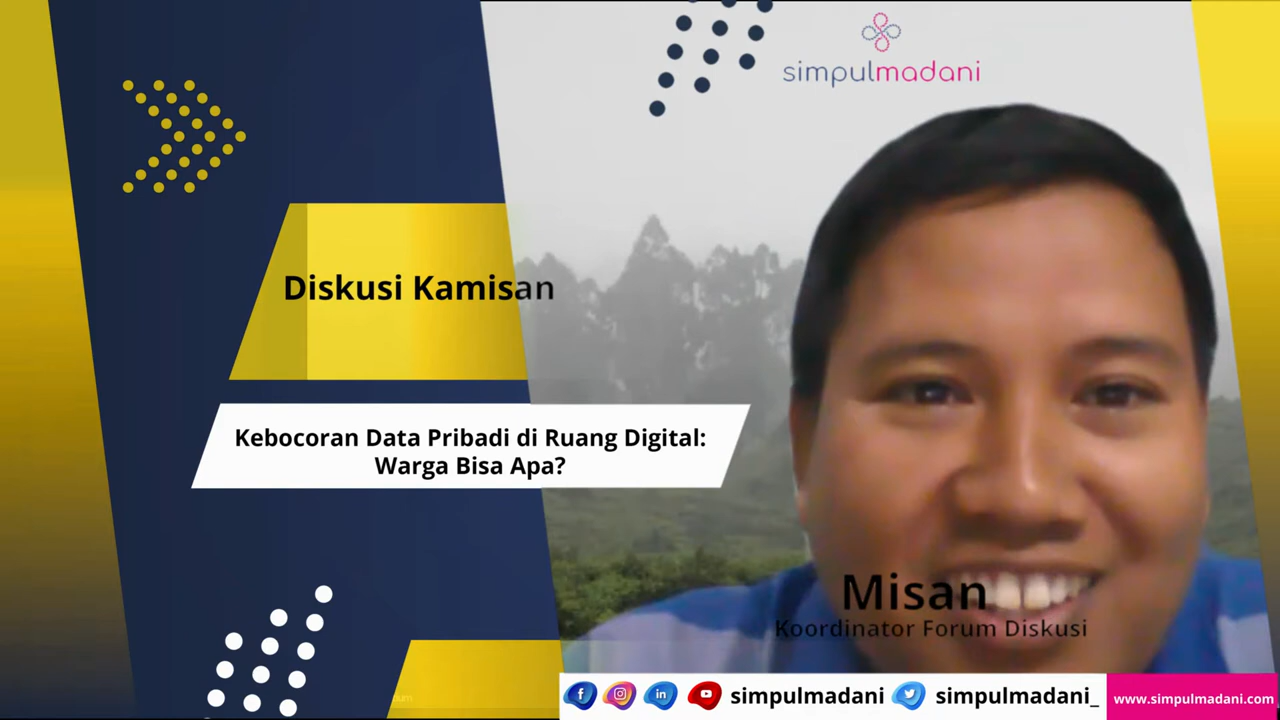 simpulmadani
Diskusi Kamisan
Kebocoran Data Pribadi di Ruang Digital:
Warga Bisa Apa?
Misan
Koordinator Forum Diskusi
simpulmadani
simpulmadani_
www.simpulmadani.com